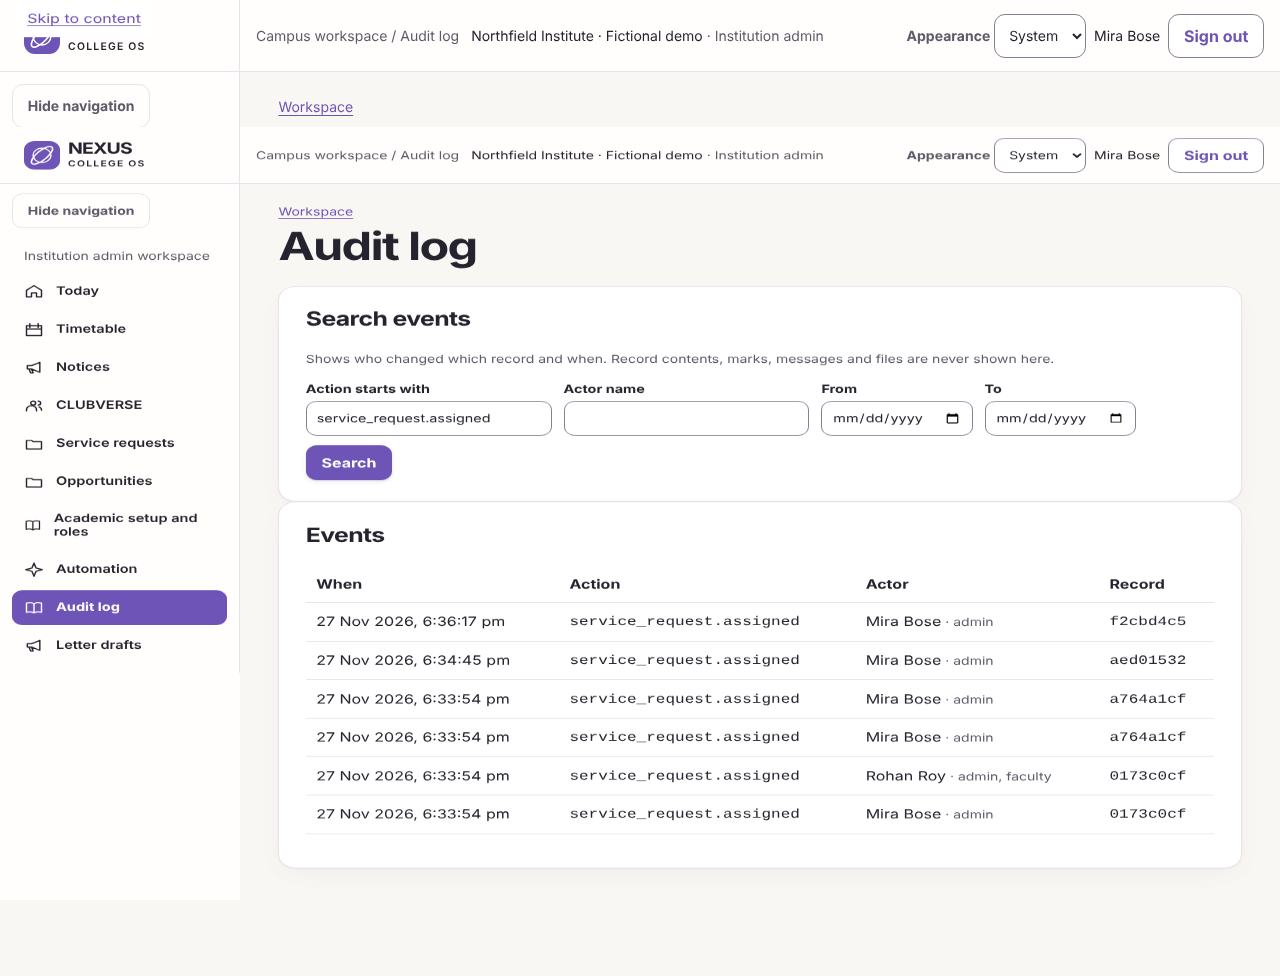 Skip to content
COLLEGE OS
Campus workspace / Audit log Northfield Institute · Fictional demo · Institution admin Appearance System Mira Bose Sign out
Hide navigation
Workspace
NEXUS
COLLEGE OS
Campus workspace / Audit log Northfield Institute · Fictional demo · Institution admin Appearance System Mira Bose Sign out
Hide navigation
Institution admin workspace
Today
Timetable
Notices
CLUBVERSE
Service requests
Opportunities
Academic setup and
roles
Automation
Audit log
Letter drafts
Workspace
Audit log
Search events
Shows who changed which record and when. Record contents, marks, messages and files are never shown here.
Action starts with Actor name From To
service_request.assigned mm/dd/yyyy mm/dd/yyyy
Search
Events
When Action Actor Record
27 Nov 2026, 6:36:17 pm service_request.assigned Mira Bose · admin f2cbd4c5
27 Nov 2026, 6:34:45 pm service_request.assigned Mira Bose · admin aed01532
27 Nov 2026, 6:33:54 pm service_request.assigned Mira Bose · admin a764a1cf
27 Nov 2026, 6:33:54 pm service_request.assigned Mira Bose · admin a764a1cf
27 Nov 2026, 6:33:54 pm service_request.assigned Rohan Roy · admin, faculty 0173c0cf
27 Nov 2026, 6:33:54 pm service_request.assigned Mira Bose · admin 0173c0cf